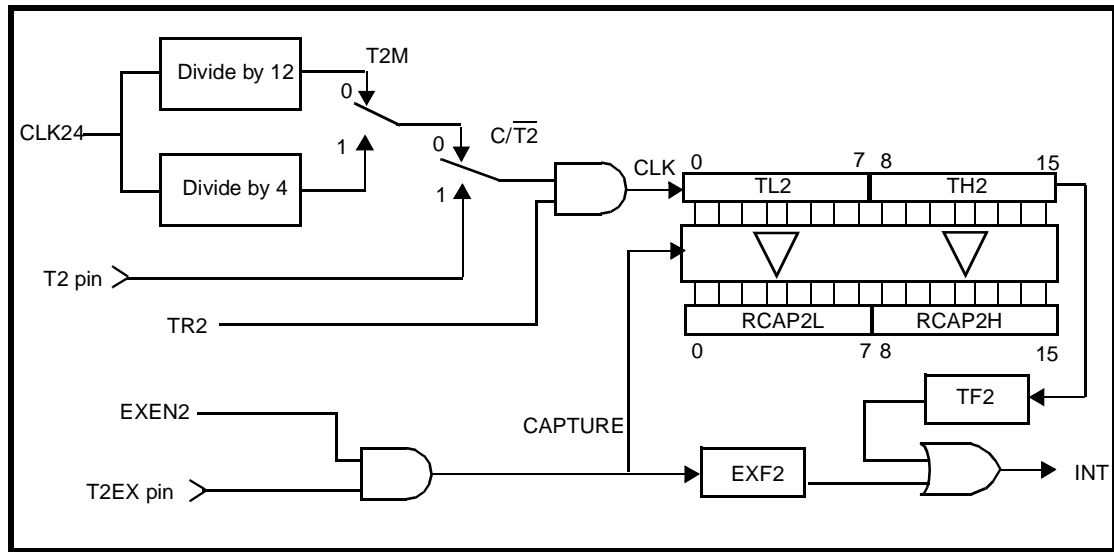 T2M
Divide by 12
0
CLK24
1
C/T2
0
Divide by 4
1
CLK
0 7 8 15
TL2 TH2
T2 pin
TR2
RCAP2L RCAP2H
0 7 8 15
TF2
EXEN2
CAPTURE
T2EX pin
EXF2
INT